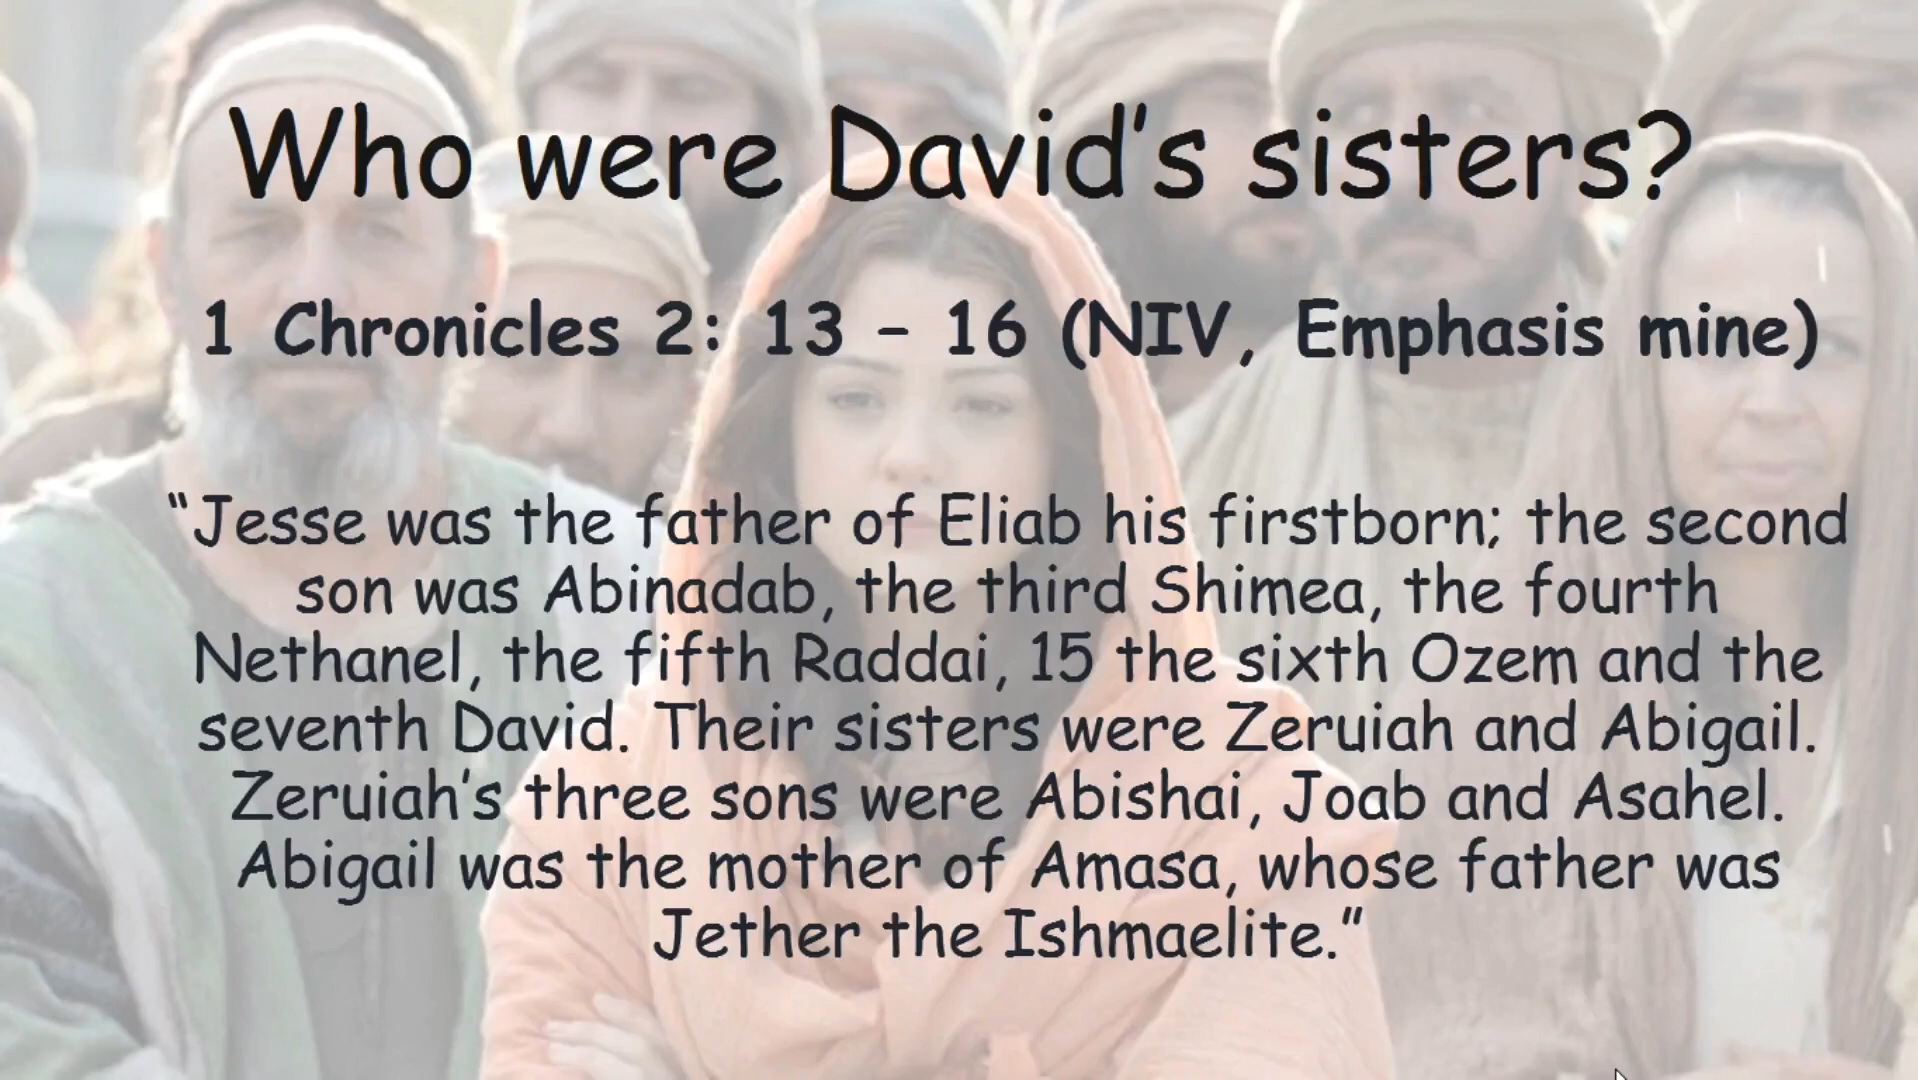 Who were David’s sisters?
1 Chronicles 2: 13 – 16 (NIV, Emphasis mine)
“Jesse was the father of Eliab his firstborn; the second
son was Abinadab, the third Shimea, the fourth
Nethanel, the fifth Raddai, 15 the sixth Ozem and the
seventh David. Their sisters were Zeruiah and Abigail.
Zeruiah’s three sons were Abishai, Joab and Asahel.
Abigail was the mother of Amasa, whose father was
Jether the Ishmaelite.”